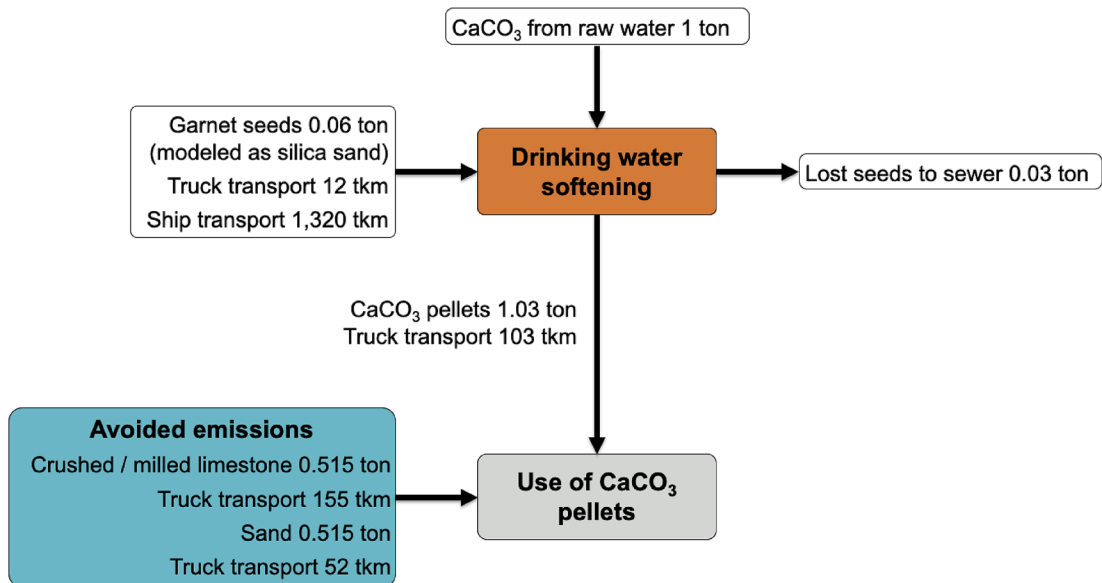 CaCO₃ from raw water 1 ton
Garnet seeds 0.06 ton
(modeled as silica sand)
Truck transport 12 tkm
Ship transport 1,320 tkm
Drinking water
softening
Lost seeds to sewer 0.03 ton
CaCO₃ pellets 1.03 ton
Truck transport 103 tkm
Avoided emissions
Crushed / milled limestone 0.515 ton
Truck transport 155 tkm
Sand 0.515 ton
Truck transport 52 tkm
Use of CaCO₃
pellets